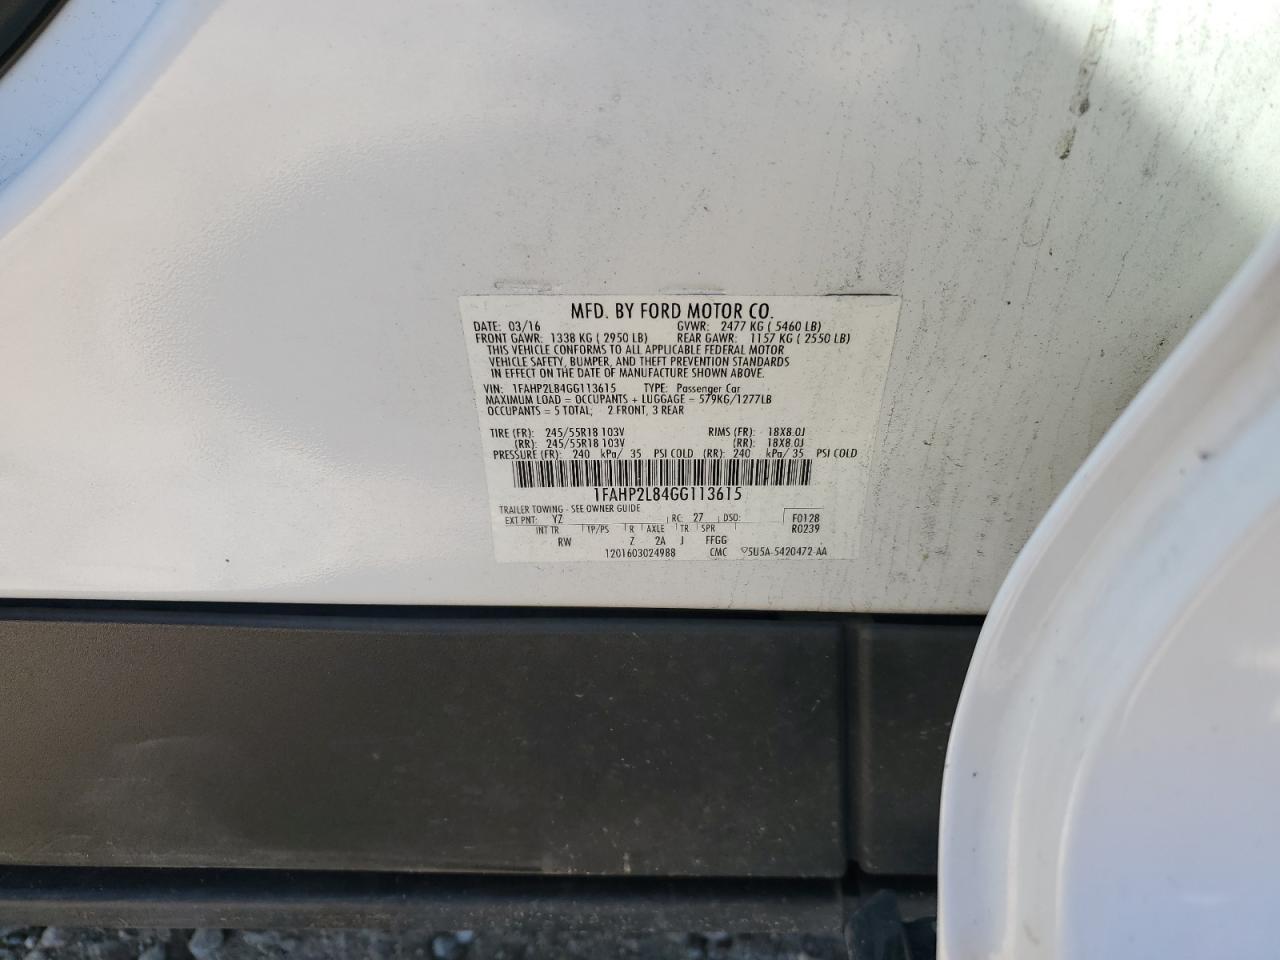 MFD. BY FORD MOTOR CO.
DATE: 03/16 GVWR: 2477 KG ( 5460 LB)
FRONT GAWR: 1338 KG ( 2950 LB) REAR GAWR: 1157 KG ( 2550 LB)
THIS VEHICLE CONFORMS TO ALL APPLICABLE FEDERAL MOTOR
VEHICLE SAFETY, BUMPER, AND THEFT PREVENTION STANDARDS
IN EFFECT ON THE DATE OF MANUFACTURE SHOWN ABOVE.
VIN: 1FAHP2L84GG113615 TYPE: Passenger Car
MAXIMUM LOAD = OCCUPANTS + LUGGAGE = 579KG/1277LB
OCCUPANTS = 5 TOTAL; 2 FRONT, 3 REAR
TIRE (FR): 245/55R18 103V RIMS (FR): 18X8.0J
(RR): 245/55R18 103V (RR): 18X8.0J
PRESSURE (FR): 240 kPa/ 35 PSI COLD (RR): 240 kPa/ 35 PSI COLD
1FAHP2L84GG113615
TRAILER TOWING - SEE OWNER GUIDE
EXT PNT: YZ RC: 27 DSO: F0128
INT TR TP/PS R AXLE TR SPR R0239
RW Z 2A J FFGG
1201603024988 CMC 5U5A-5420472-AA